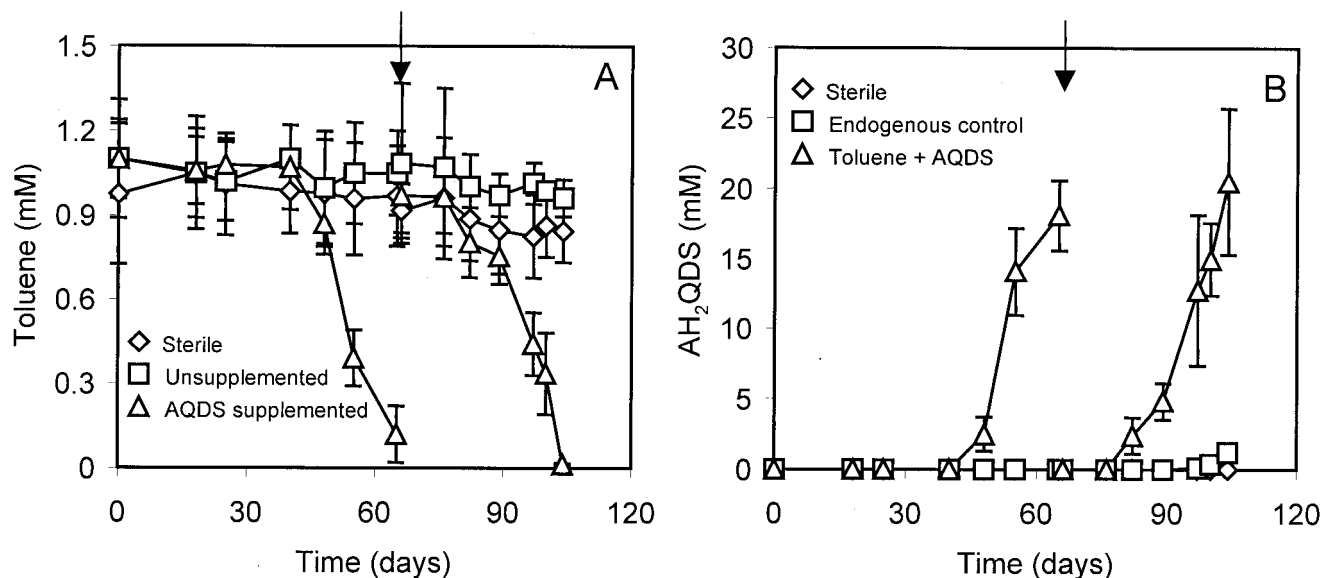 A
Toluene (mM)
1.5
1.2
0.9
0.6
0.3
0
Sterile
Unsupplemented
AQDS supplemented
0 30 60 90 120
Time (days)
B
AH₂QDS (mM)
30
25
20
15
10
5
0
Sterile
Endogenous control
Toluene + AQDS
0 30 60 90 120
Time (days)